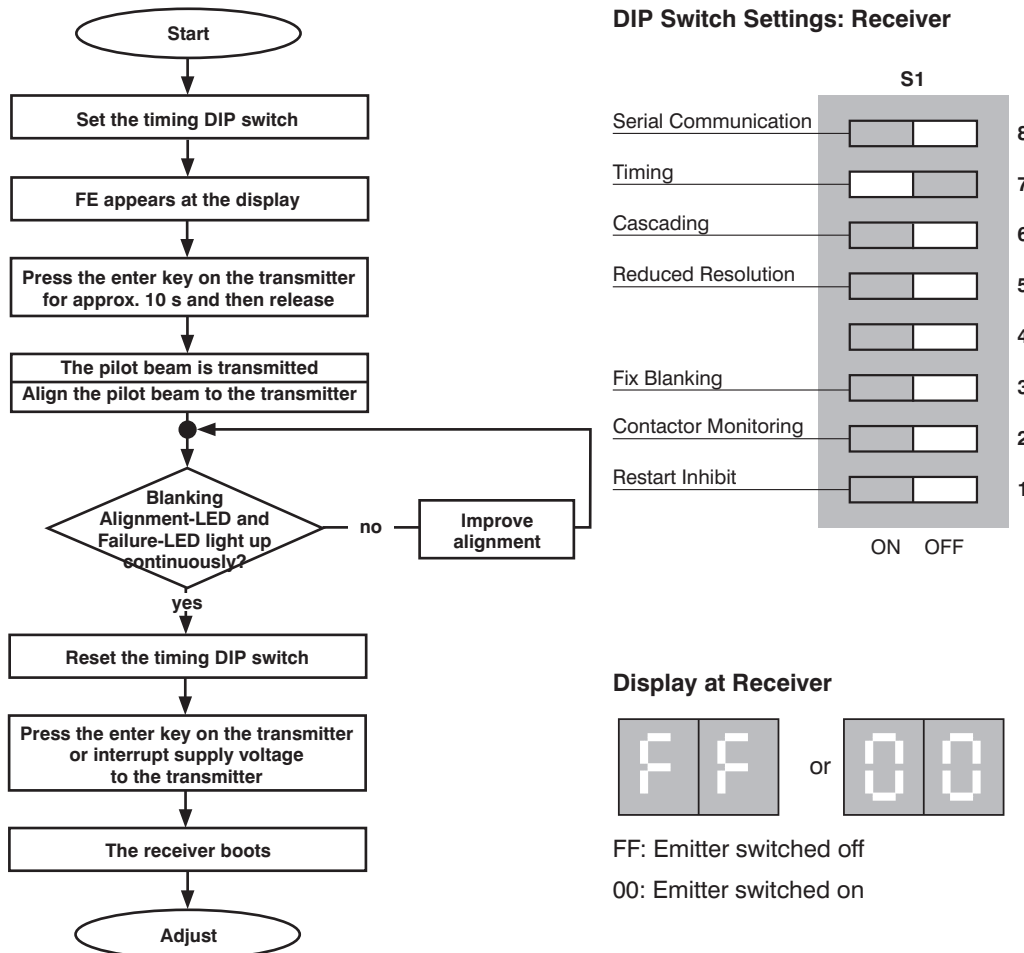 Start
Set the timing DIP switch
FE appears at the display
Press the enter key on the transmitter
for approx. 10 s and then release
The pilot beam is transmitted
Align the pilot beam to the transmitter
Blanking
Alignment-LED and
Failure-LED light up
continuously?
no
Improve
alignment
yes
Reset the timing DIP switch
Press the enter key on the transmitter
or interrupt supply voltage
to the transmitter
The receiver boots
Adjust
DIP Switch Settings: Receiver
S1
Serial Communication 8
Timing 7
Cascading 6
Reduced Resolution 5
4
Fix Blanking 3
Contactor Monitoring 2
Restart Inhibit 1
ON OFF
Display at Receiver
FF or 00
FF: Emitter switched off
00: Emitter switched on